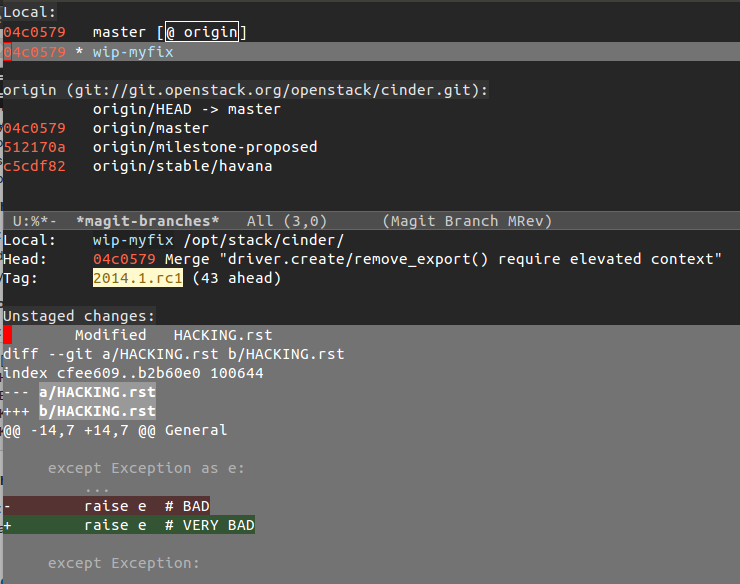 Local:
04c0579   master [@ origin]
04c0579 * wip-myfix
origin (git://git.openstack.org/openstack/cinder.git):
          origin/HEAD -> master
04c0579   origin/master
512170a   origin/milestone-proposed
c5cdf82   origin/stable/havana
U:%*-  *magit-branches*   All (3,0)      (Magit Branch MRev)
Local:    wip-myfix /opt/stack/cinder/
Head:     04c0579 Merge "driver.create/remove_export() require elevated context"
Tag:      2014.1.rc1 (43 ahead)
Unstaged changes:
        Modified   HACKING.rst
diff --git a/HACKING.rst b/HACKING.rst
index cfee609..b2b60e0 100644
--- a/HACKING.rst
+++ b/HACKING.rst
@@ -14,7 +14,7 @@ General
     except Exception as e:
         ...
-        raise e  # BAD
+        raise e  # VERY BAD
     except Exception: